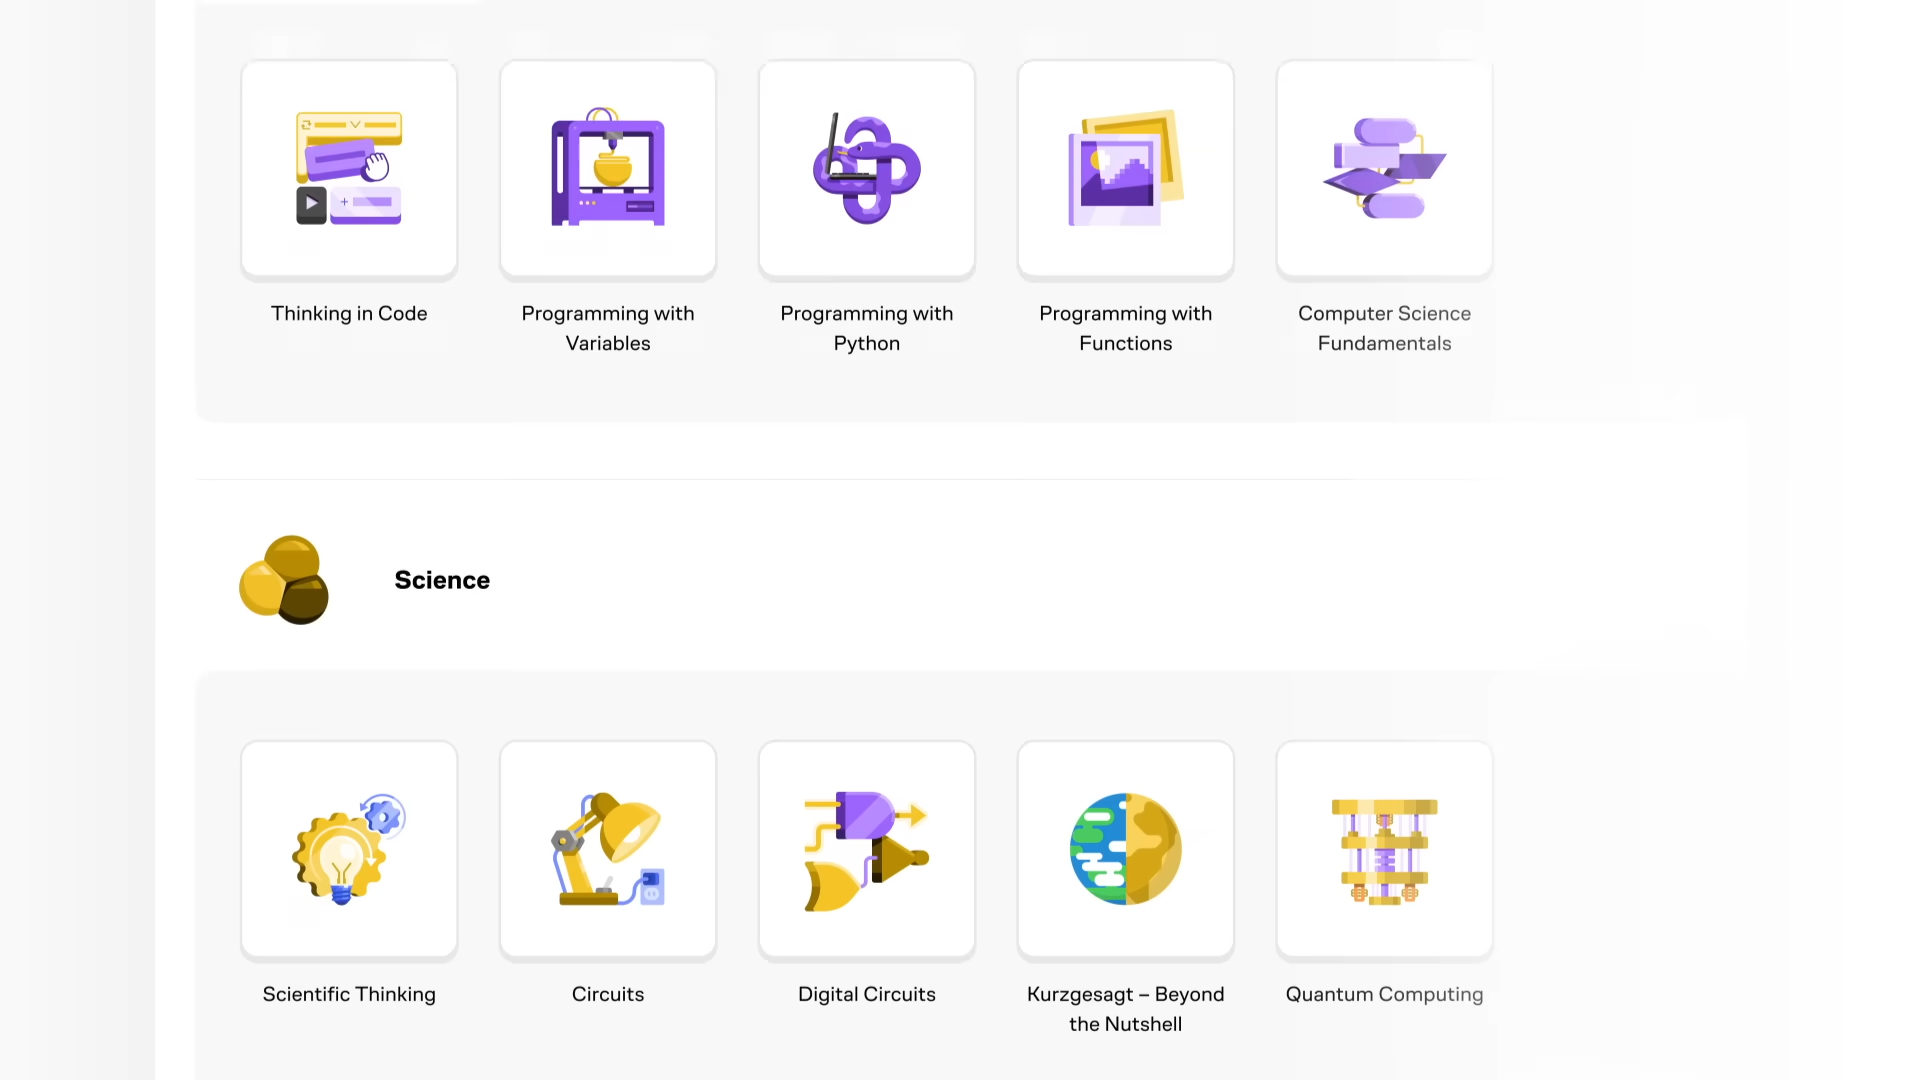 Thinking in Code
Programming with
Variables
Programming with
Python
Programming with
Functions
Computer Science
Fundamentals
Science
Scientific Thinking
Circuits
Digital Circuits
Kurzgesagt – Beyond
the Nutshell
Quantum Computing